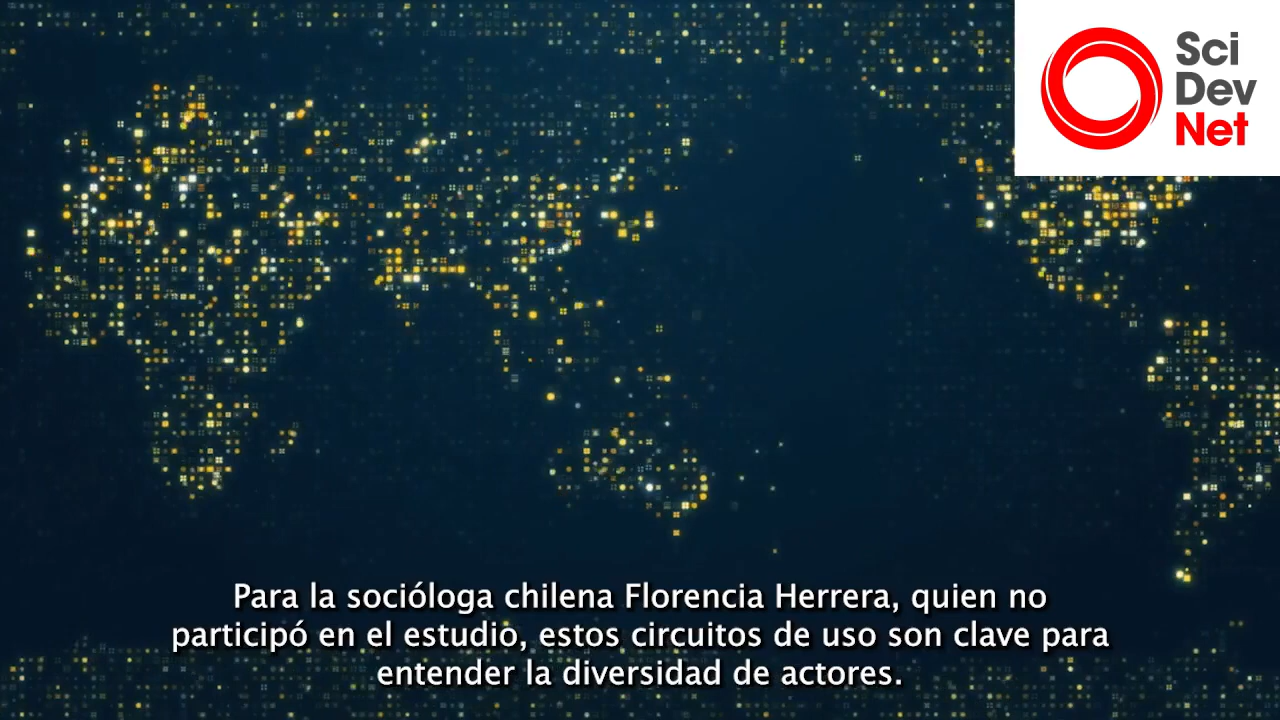 Sci
Dev
Net
Para la socióloga chilena Florencia Herrera, quien no
participó en el estudio, estos circuitos de uso son clave para
entender la diversidad de actores.